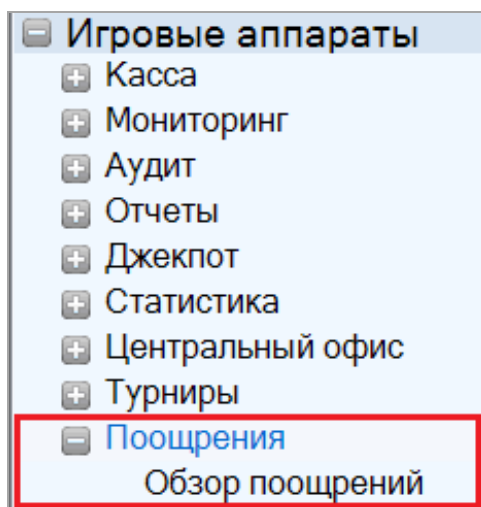 Игровые аппараты
Касса
Мониторинг
Аудит
Отчеты
Джекпот
Статистика
Центральный офис
Турниры
Поощрения
Обзор поощрений